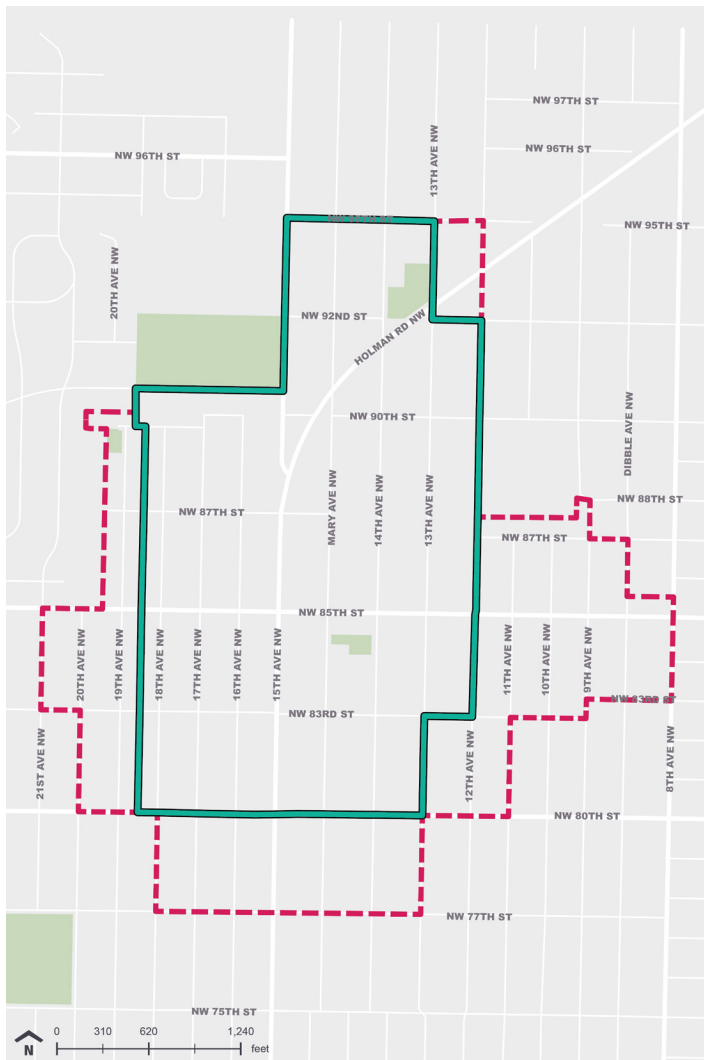 NW 97TH ST
NW 96TH ST
NW 96TH ST
13TH AVE NW
NW 95TH ST
20TH AVE NW
NW 92ND ST
HOLMAN RD NW
NW 90TH ST
DIBBLE AVE NW
NW 88TH ST
MARY AVE NW
14TH AVE NW
13TH AVE NW
NW 87TH ST
NW 87TH ST
NW 85TH ST
20TH AVE NW
19TH AVE NW
18TH AVE NW
17TH AVE NW
16TH AVE NW
15TH AVE NW
11TH AVE NW
10TH AVE NW
9TH AVE NW
NW 83RD ST
NW 83RD ST
21ST AVE NW
12TH AVE NW
8TH AVE NW
NW 80TH ST
NW 77TH ST
NW 75TH ST
N
0 310 620 1,240
feet